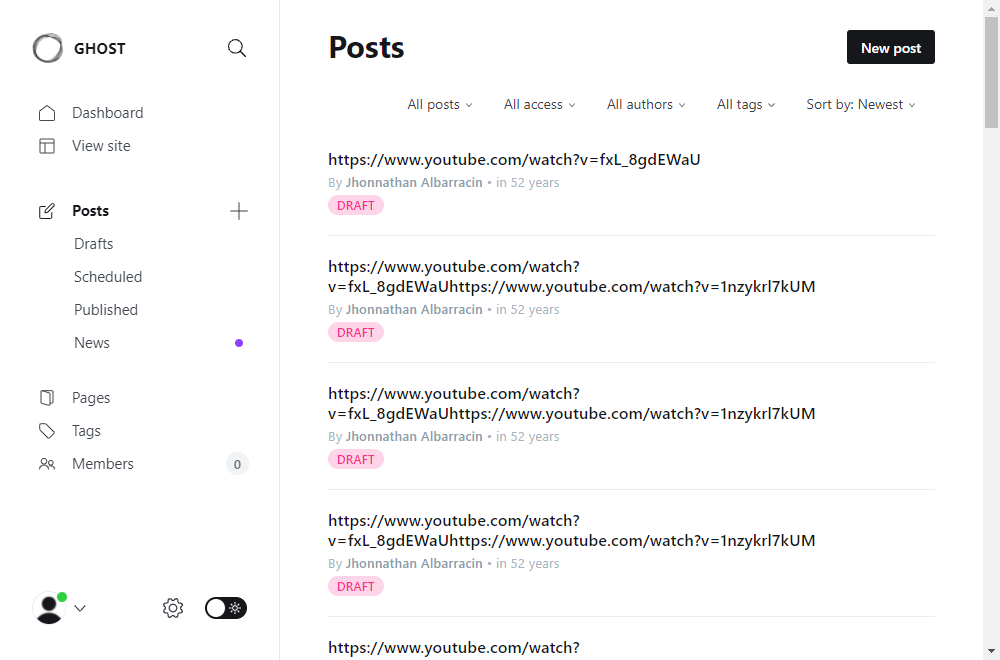 GHOST
Dashboard
View site
Posts
Drafts
Scheduled
Published
News
Pages
Tags
Members 0
Posts
New post
All posts All access All authors All tags Sort by: Newest
https://www.youtube.com/watch?v=fxL_8gdEWaU
By Jhonnathan Albarracin • in 52 years
DRAFT
https://www.youtube.com/watch?
v=fxL_8gdEWaUhttps://www.youtube.com/watch?v=1nzykrl7kUM
By Jhonnathan Albarracin • in 52 years
DRAFT
https://www.youtube.com/watch?
v=fxL_8gdEWaUhttps://www.youtube.com/watch?v=1nzykrl7kUM
By Jhonnathan Albarracin • in 52 years
DRAFT
https://www.youtube.com/watch?
v=fxL_8gdEWaUhttps://www.youtube.com/watch?v=1nzykrl7kUM
By Jhonnathan Albarracin • in 52 years
DRAFT
https://www.youtube.com/watch?